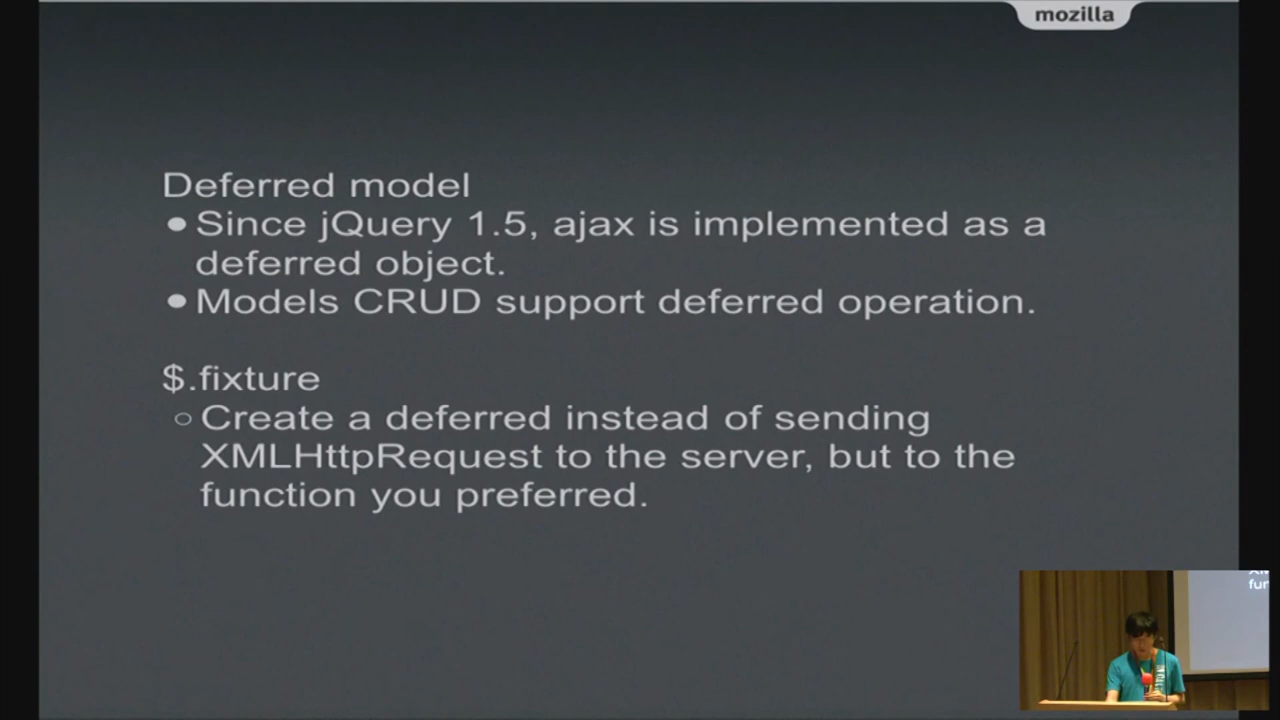 mozilla
Deferred model
●Since jQuery 1.5, ajax is implemented as a
deferred object.
●Models CRUD support deferred operation.
$.fixture
○Create a deferred instead of sending
XMLHttpRequest to the server, but to the
function you preferred.